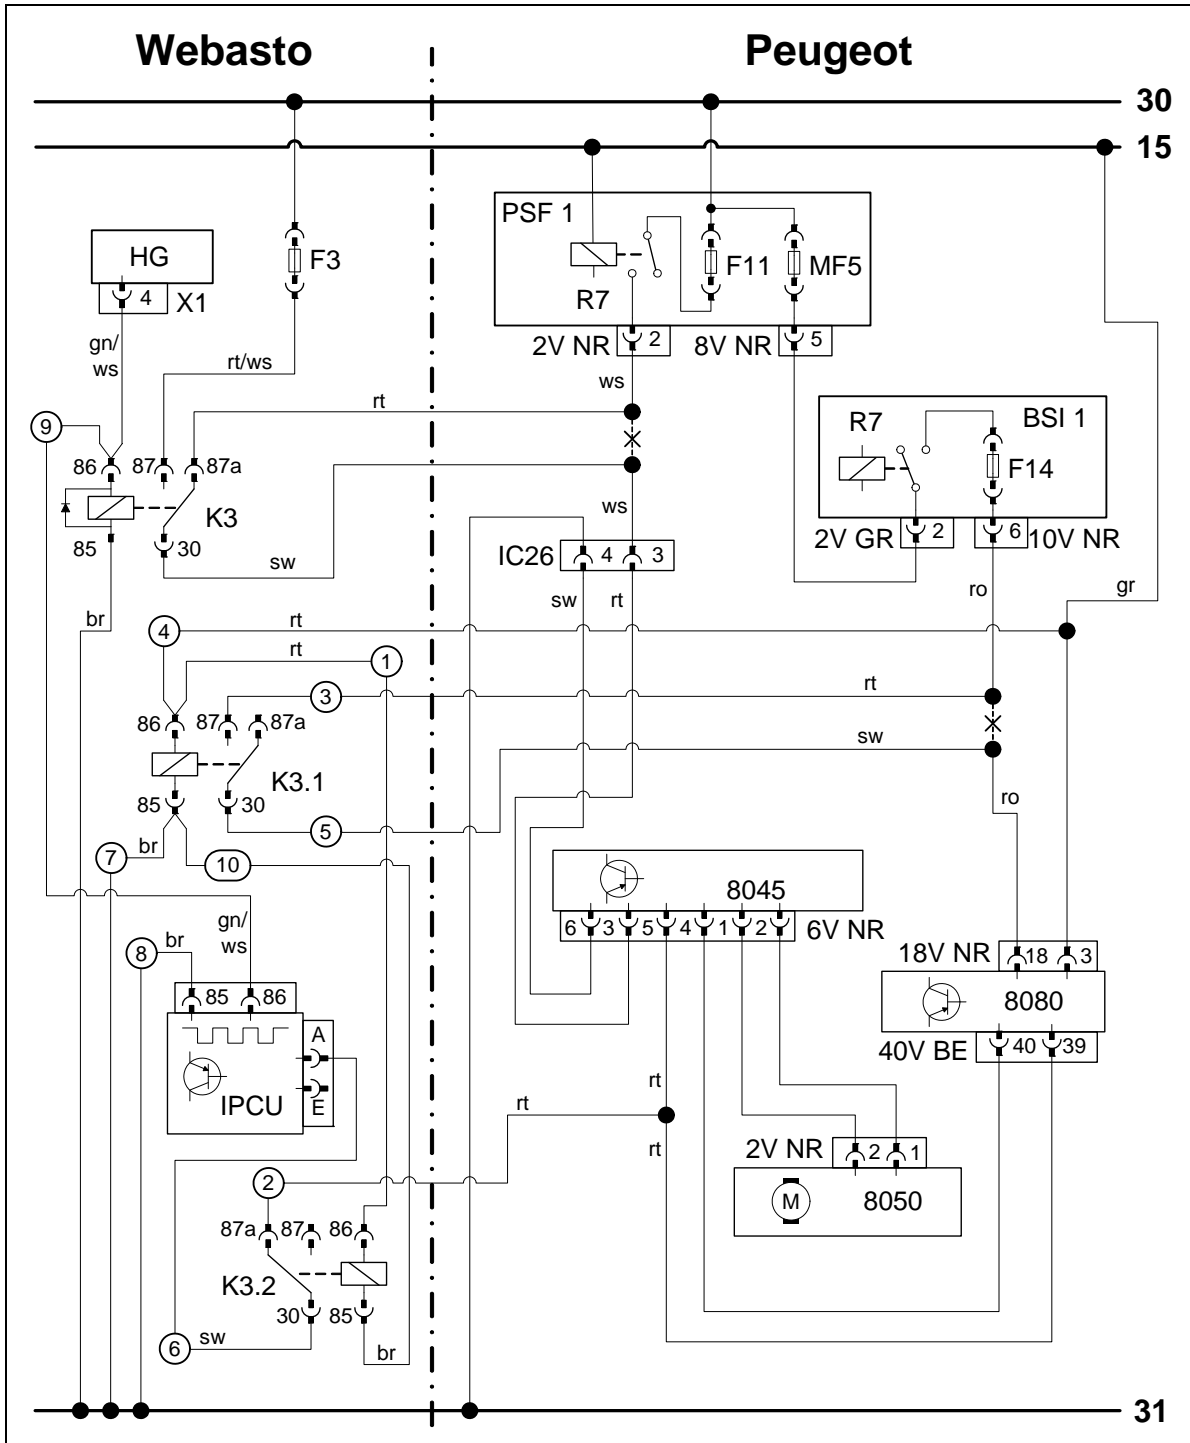 Webasto
Peugeot
30
15
PSF 1
HG
F3
F11
MF5
4
X1
R7
2V NR
2
8V NR
5
gn/
ws
rt/ws
ws
rt
R7
BSI 1
9
86
87
87a
F14
K3
ws
85
30
IC26
4
3
2V GR
2
6
10V NR
sw
sw
rt
ro
gr
br
4
rt
rt
1
3
rt
86
87
87a
sw
K3.1
85
30
ro
5
br
7
10
8045
gn/
ws
6
3
5
4
1
2
6V NR
br
8
18V NR
18
3
85
86
8080
A
40V BE
40
39
IPCU
E
rt
rt
rt
2V NR
2
1
2
M
8050
87a
87
86
K3.2
30
85
sw
6
br
31